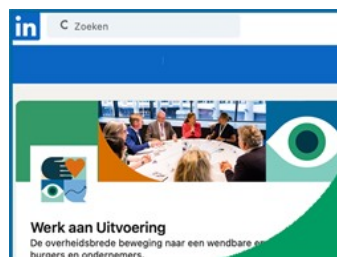 in Zoeken
Werk aan Uitvoering
De overheidsbrede beweging naar een wendbare
burgers en ondernemers.